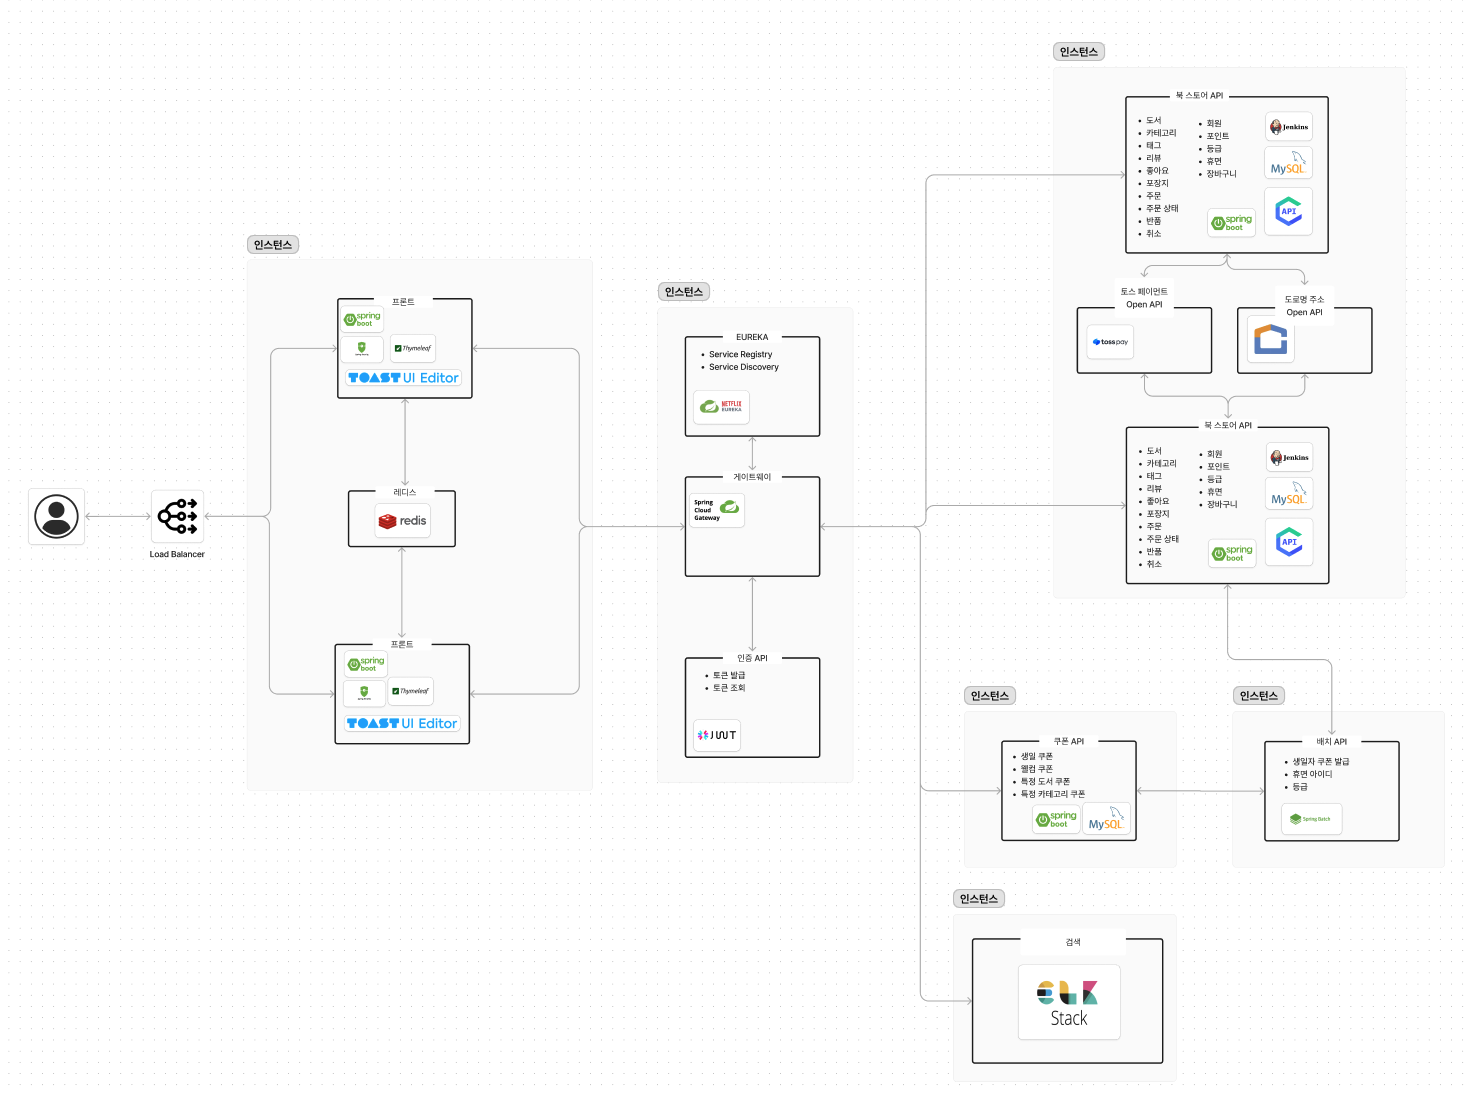 Load Balancer
인스턴스
프론트
spring
boot
Thymeleaf
TOAST UI Editor
레디스
redis
프론트
spring
boot
Thymeleaf
TOAST UI Editor
인스턴스
EUREKA
Service Registry
Service Discovery
NETFLIX
EUREKA
게이트웨이
Spring
Cloud
Gateway
인증 API
토큰 발급
토큰 조회
JWT
인스턴스
북 스토어 API
도서
카테고리
태그
리뷰
좋아요
포장지
주문
주문 상태
반품
취소
회원
포인트
등급
휴면
장바구니
Jenkins
MySQL
API
spring
boot
토스 페이먼트
Open API
toss pay
도로명 주소
Open API
북 스토어 API
도서
카테고리
태그
리뷰
좋아요
포장지
주문
주문 상태
반품
취소
회원
포인트
등급
휴면
장바구니
Jenkins
MySQL
API
spring
boot
인스턴스
쿠폰 API
생일 쿠폰
웰컴 쿠폰
특정 도서 쿠폰
특정 카테고리 쿠폰
spring
boot
MySQL
인스턴스
배치 API
생일자 쿠폰 발급
휴면 아이디
등급
Spring Batch
인스턴스
검색
ELK
Stack